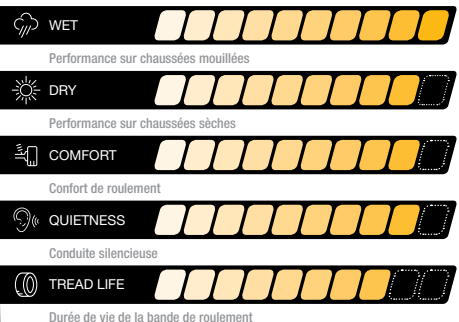 WET
Performance sur chaussées mouillées
DRY
Performance sur chaussées sèches
COMFORT
Confort de roulement
QUIETNESS
Conduite silencieuse
TREAD LIFE
Durée de vie de la bande de roulement